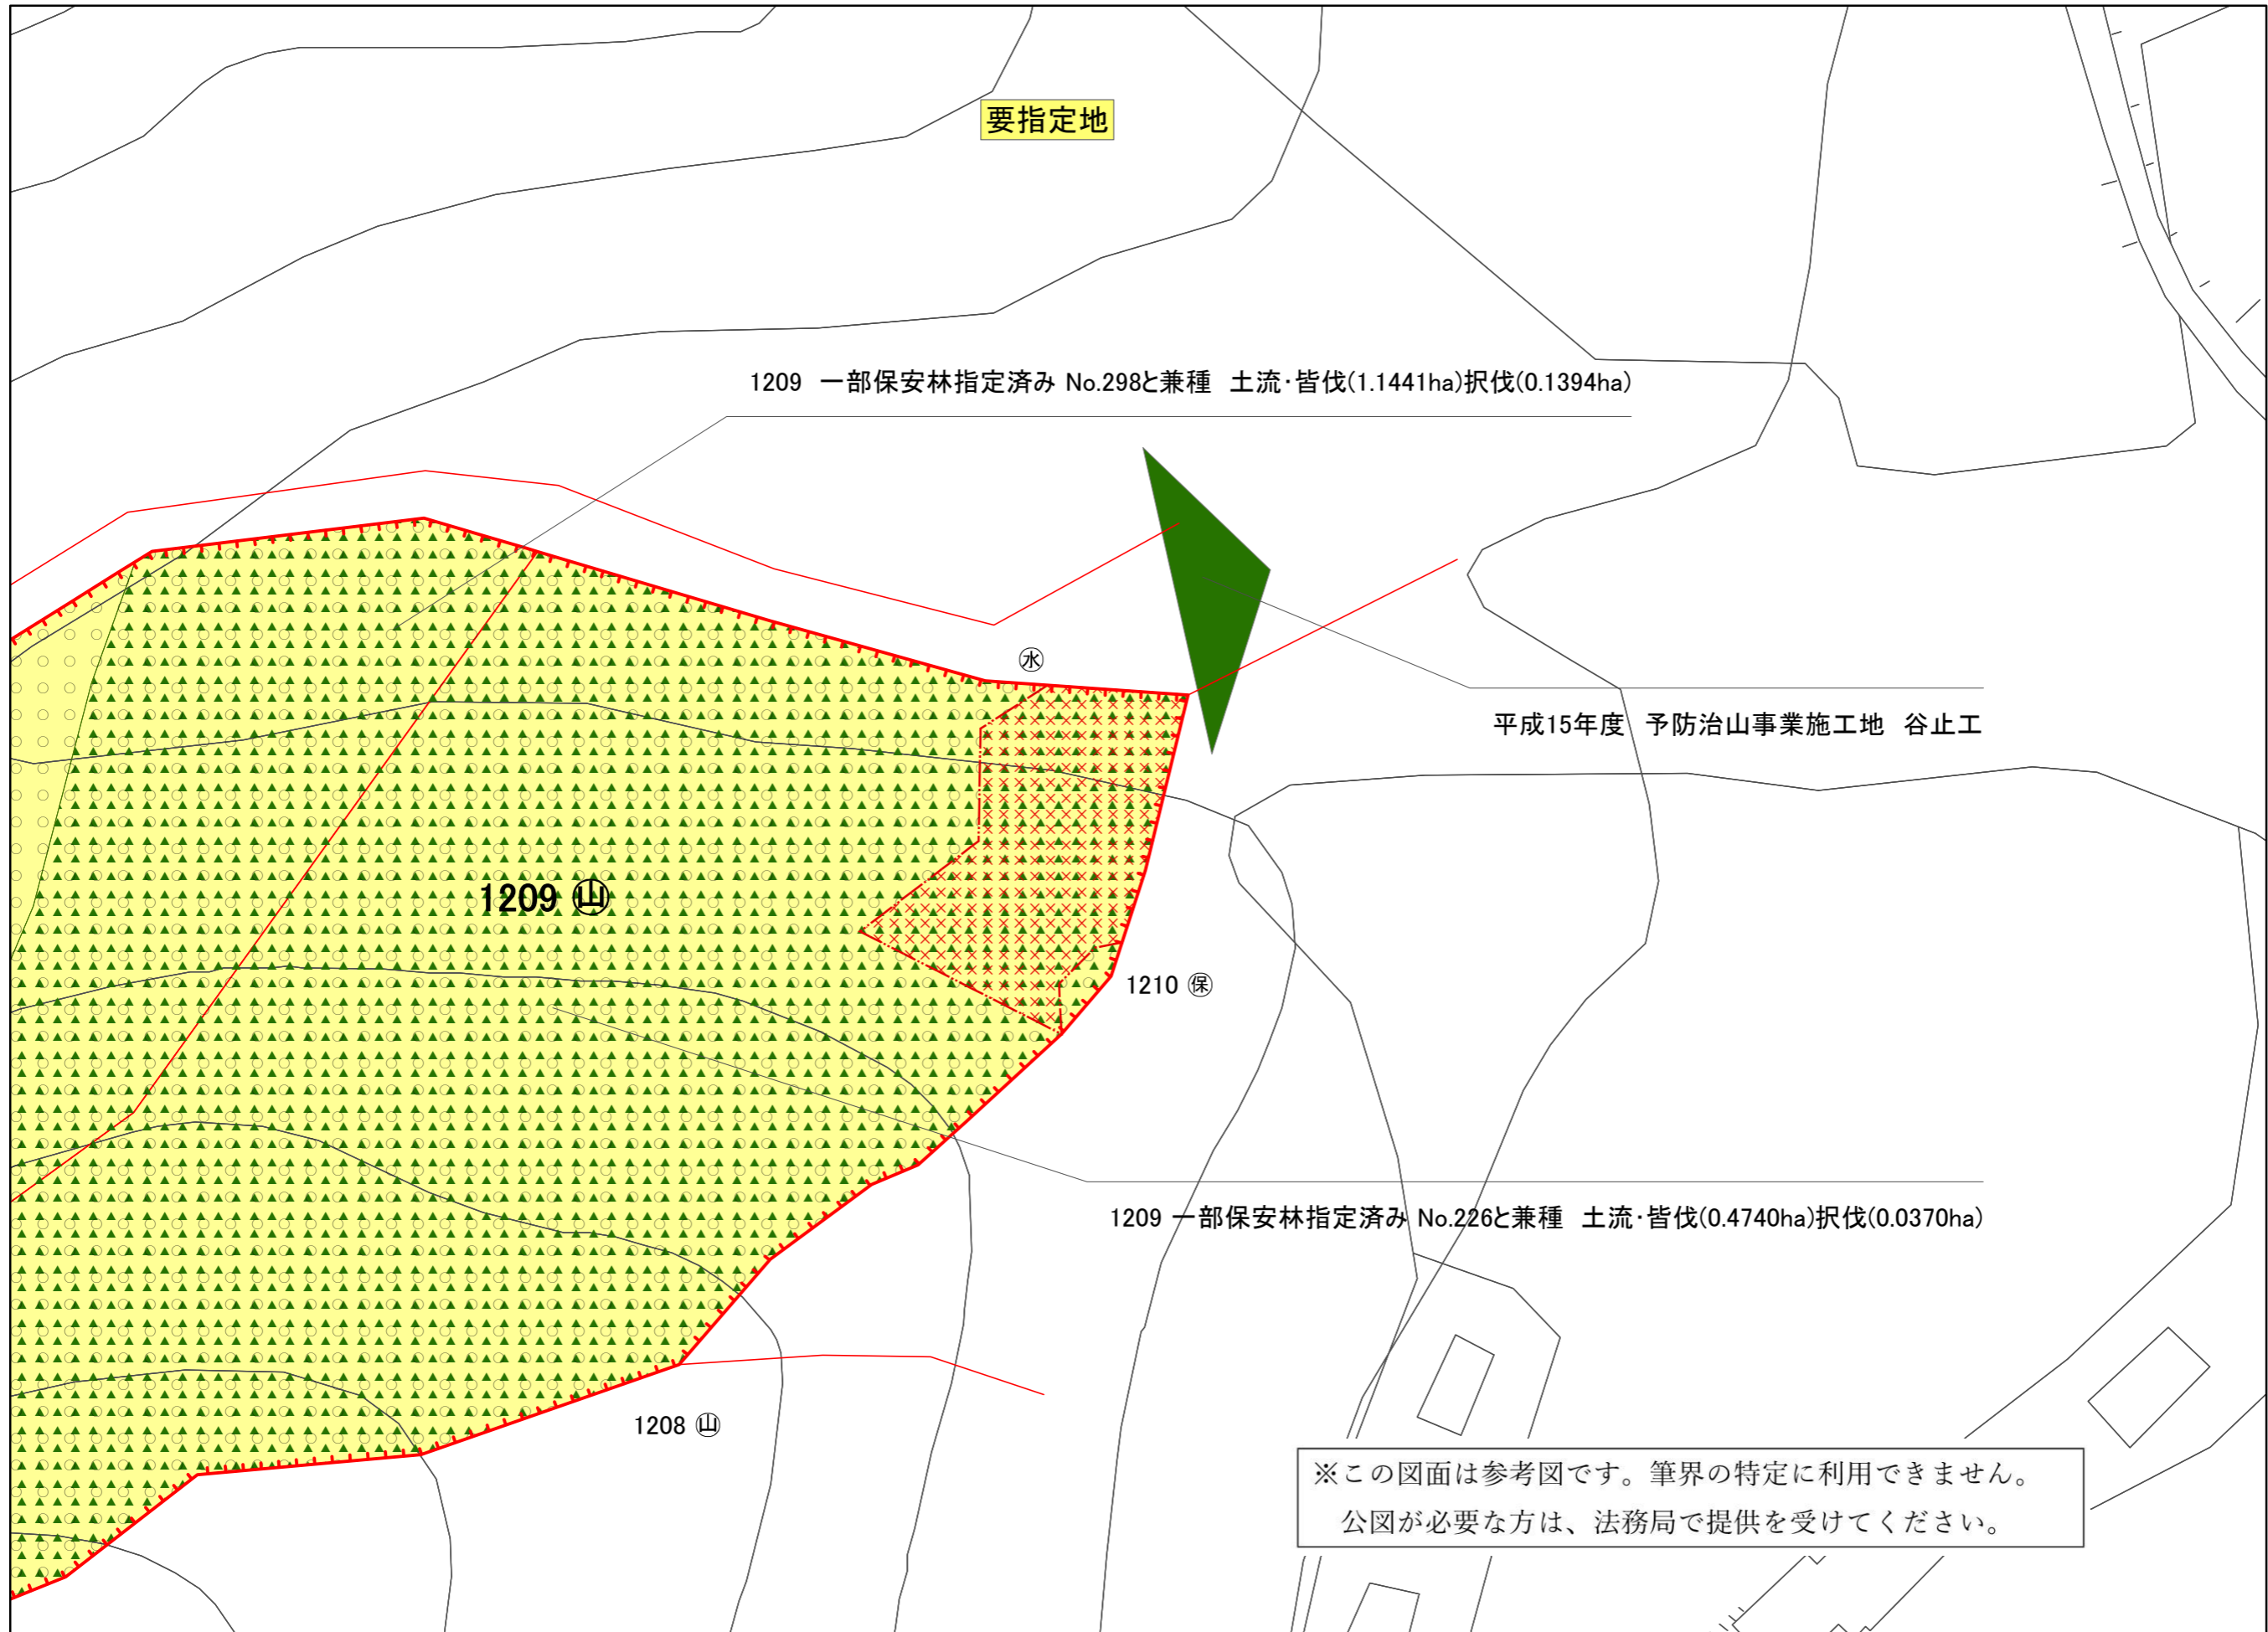 要指定地
1209　一部保安林指定済み No.298と兼種　土流・皆伐(1.1441ha)択伐(0.1394ha)
㊌
平成15年度　予防治山事業施工地　谷止工
1209 ㊤山
1210 ㊤保
1209 一部保安林指定済み No.226と兼種　土流・皆伐(0.4740ha)択伐(0.0370ha)
1208 ㊤山
※この図面は参考図です。筆界の特定に利用できません。
公図が必要な方は、法務局で提供を受けてください。